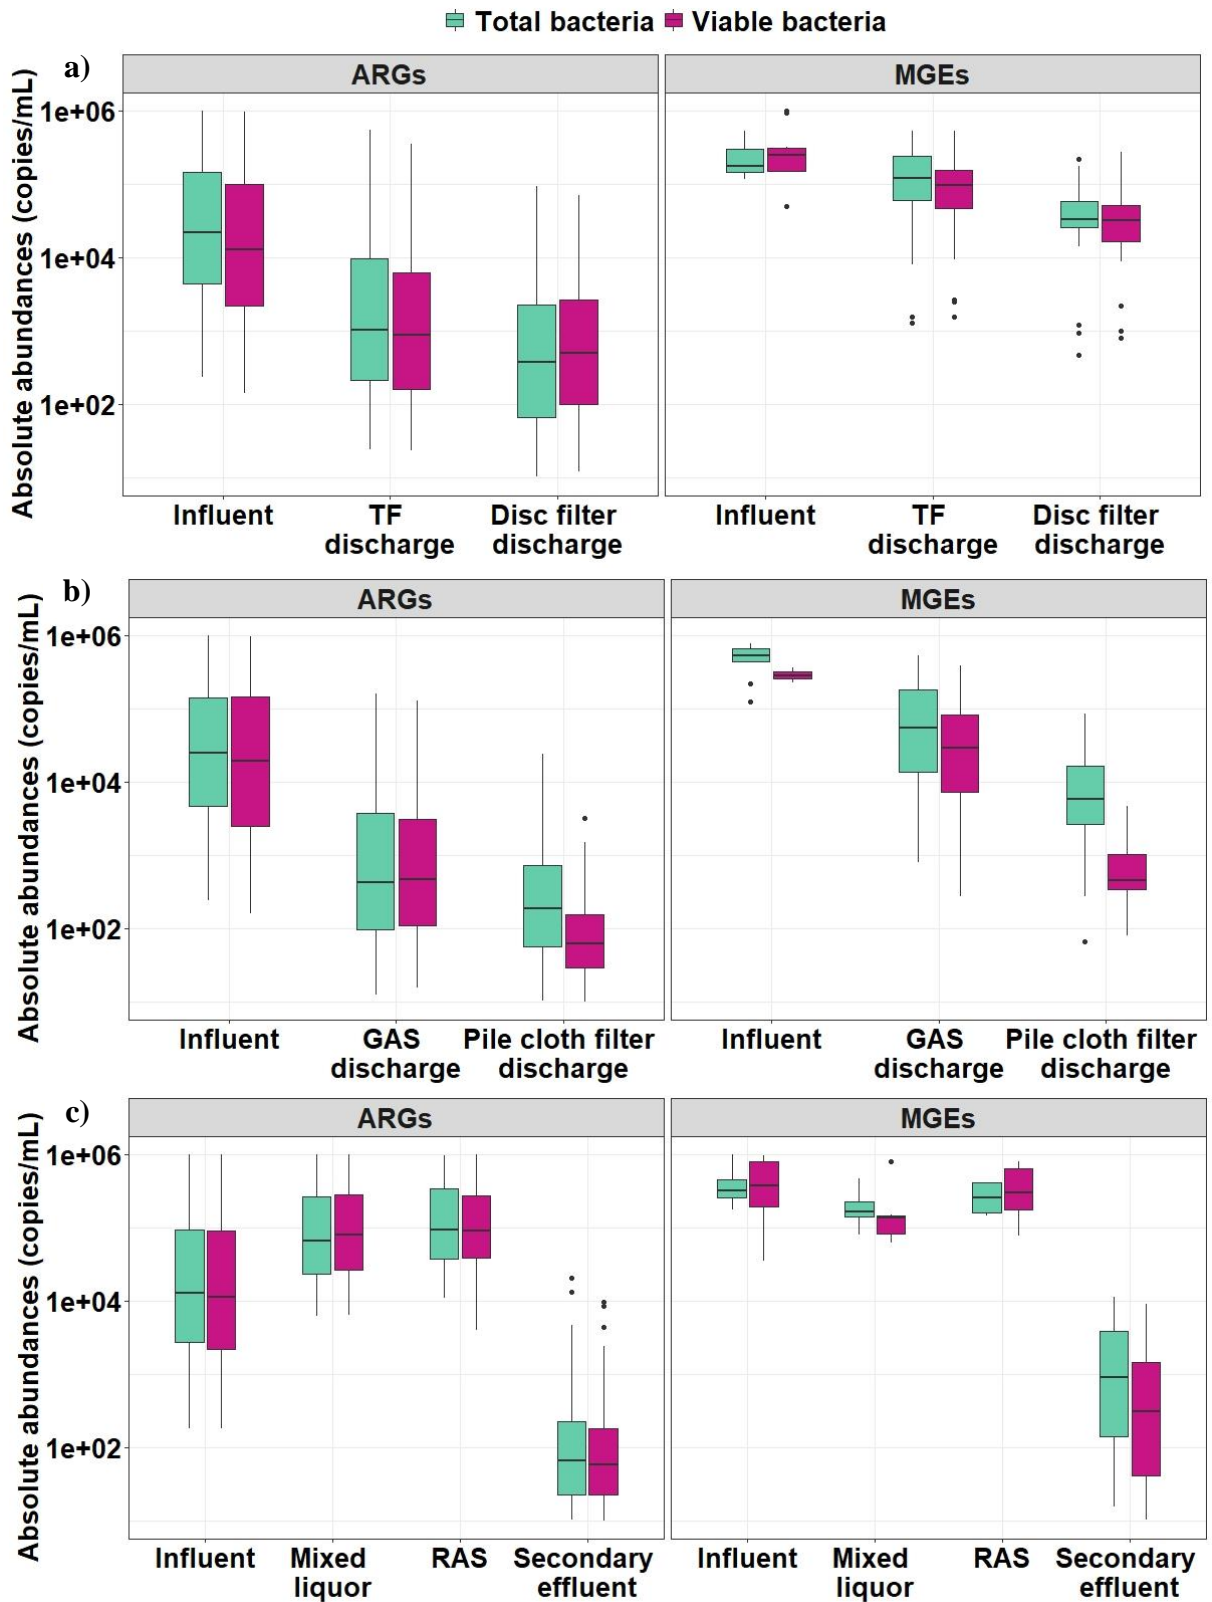 Total bacteria Viable bacteria
a)
ARGs
MGEs
Absolute abundances (copies/mL)
1e+06
1e+04
1e+02
Influent
TF
discharge
Disc filter
discharge
Influent
TF
discharge
Disc filter
discharge
b)
ARGs
MGEs
Absolute abundances (copies/mL)
1e+06
1e+04
1e+02
Influent
GAS
discharge
Pile cloth filter
discharge
Influent
GAS
discharge
Pile cloth filter
discharge
c)
ARGs
MGEs
Absolute abundances (copies/mL)
1e+06
1e+04
1e+02
Influent
Mixed
liquor
RAS
Secondary
effluent
Influent
Mixed
liquor
RAS
Secondary
effluent